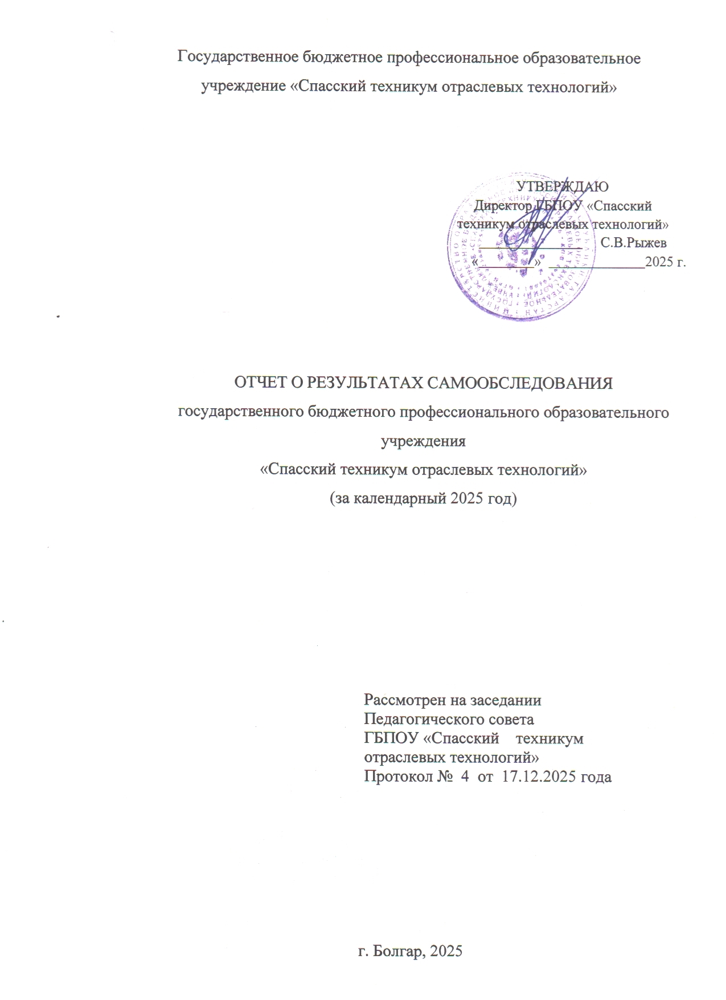 Государственное бюджетное профессиональное образовательное
учреждение «Спасский техникум отраслевых технологий»
УТВЕРЖДАЮ
Директор ГБПОУ «Спасский
техникум отраслевых технологий»
С.В.Рыжев
«________» ______________2025 г.
ОТЧЕТ О РЕЗУЛЬТАТАХ САМООБСЛЕДОВАНИЯ
государственного бюджетного профессионального образовательного
учреждения
«Спасский техникум отраслевых технологий»
(за календарный 2025 год)
Рассмотрен на заседании
Педагогического совета
ГБПОУ «Спасский техникум
отраслевых технологий»
Протокол № 4 от 17.12.2025 года
г. Болгар, 2025